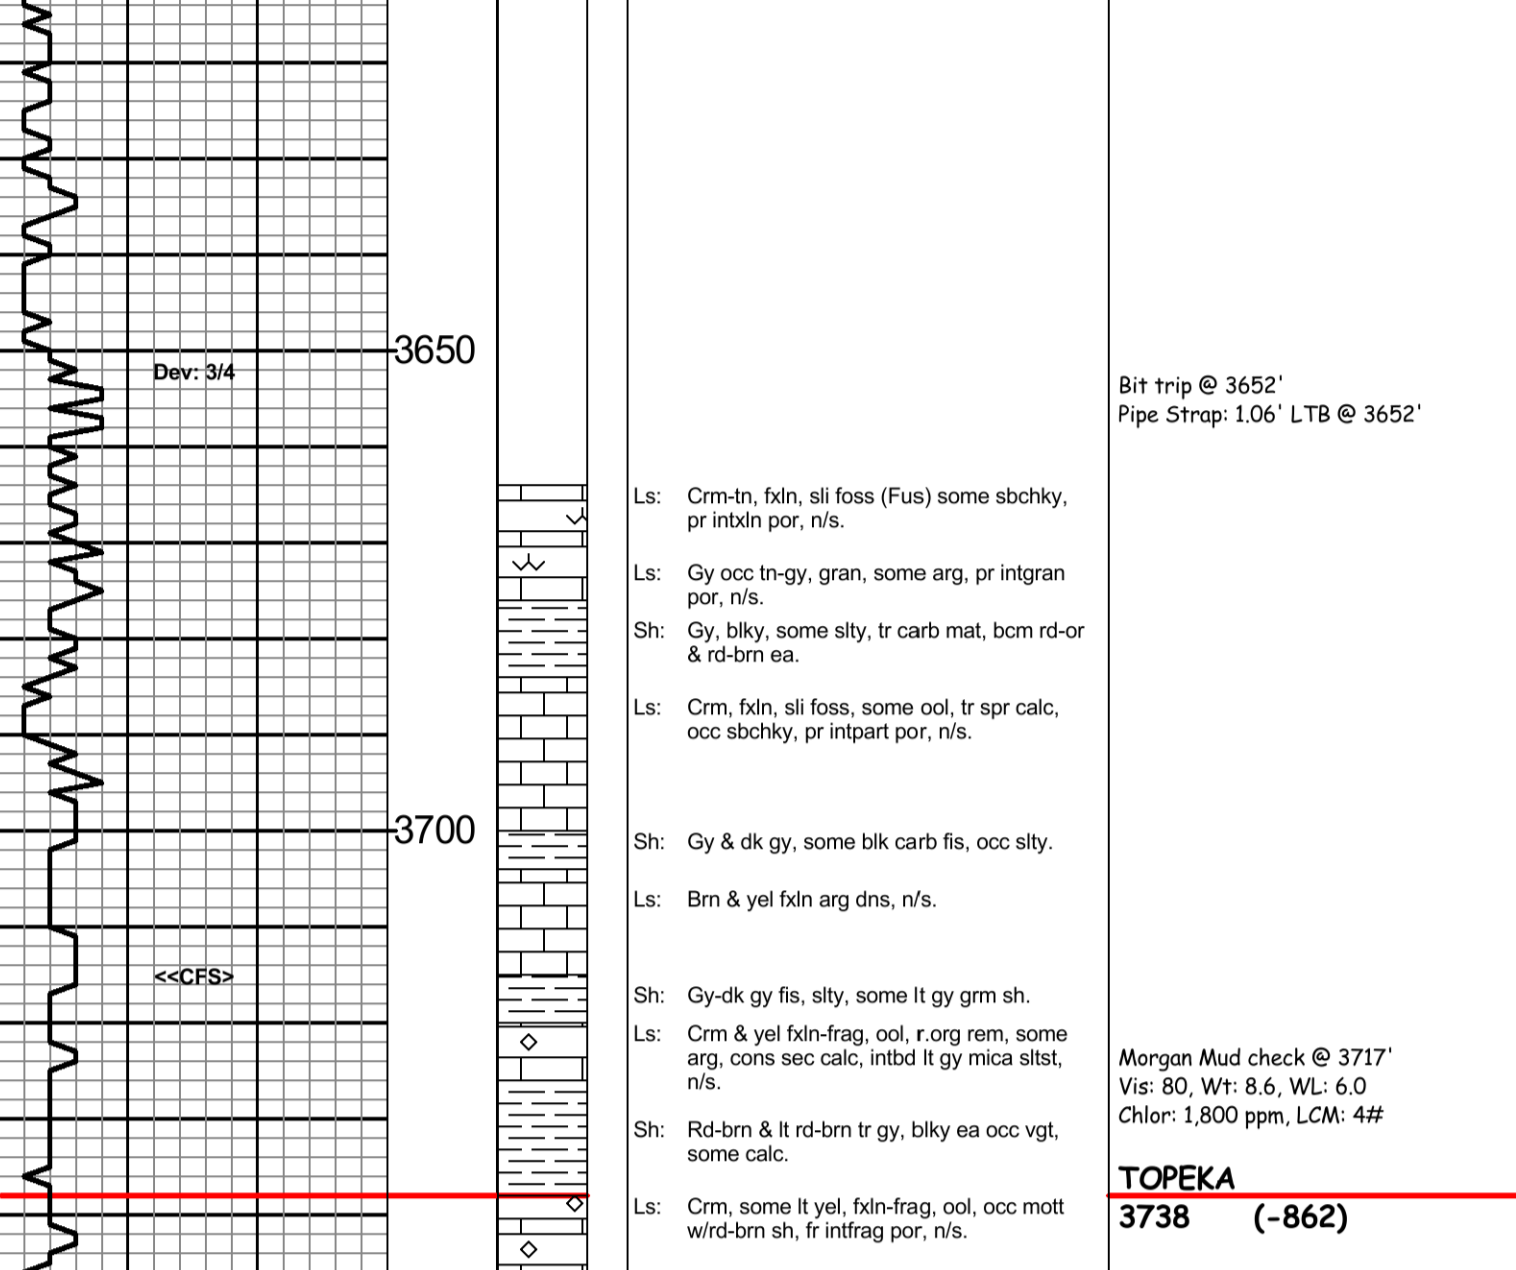 3650
Dev: 3/4
Bit trip @ 3652'
Pipe Strap: 1.06' LTB @ 3652'
Ls: Crm-tn, fxln, sli foss (Fus) some sbchky,
pr intxln por, n/s.
Ls: Gy occ tn-gy, gran, some arg, pr intgran
por, n/s.
Sh: Gy, blky, some slty, tr carb mat, bcm rd-or
& rd-brn ea.
Ls: Crm, fxln, sli foss, some ool, tr spr calc,
occ sbchky, pr intpart por, n/s.
3700
Sh: Gy & dk gy, some blk carb fis, occ slty.
Ls: Brn & yel fxln arg dns, n/s.
<<CFS>
Sh: Gy-dk gy fis, slty, some lt gy grm sh.
Ls: Crm & yel fxln-frag, ool, r.org rem, some
arg, cons sec calc, intbd lt gy mica sltst,
n/s.
Morgan Mud check @ 3717'
Vis: 80, Wt: 8.6, WL: 6.0
Chlor: 1,800 ppm, LCM: 4#
Sh: Rd-brn & lt rd-brn tr gy, blky ea occ vgt,
some calc.
TOPEKA
3738 (-862)
Ls: Crm, some lt yel, fxln-frag, ool, occ mott
w/rd-brn sh, fr intfrag por, n/s.